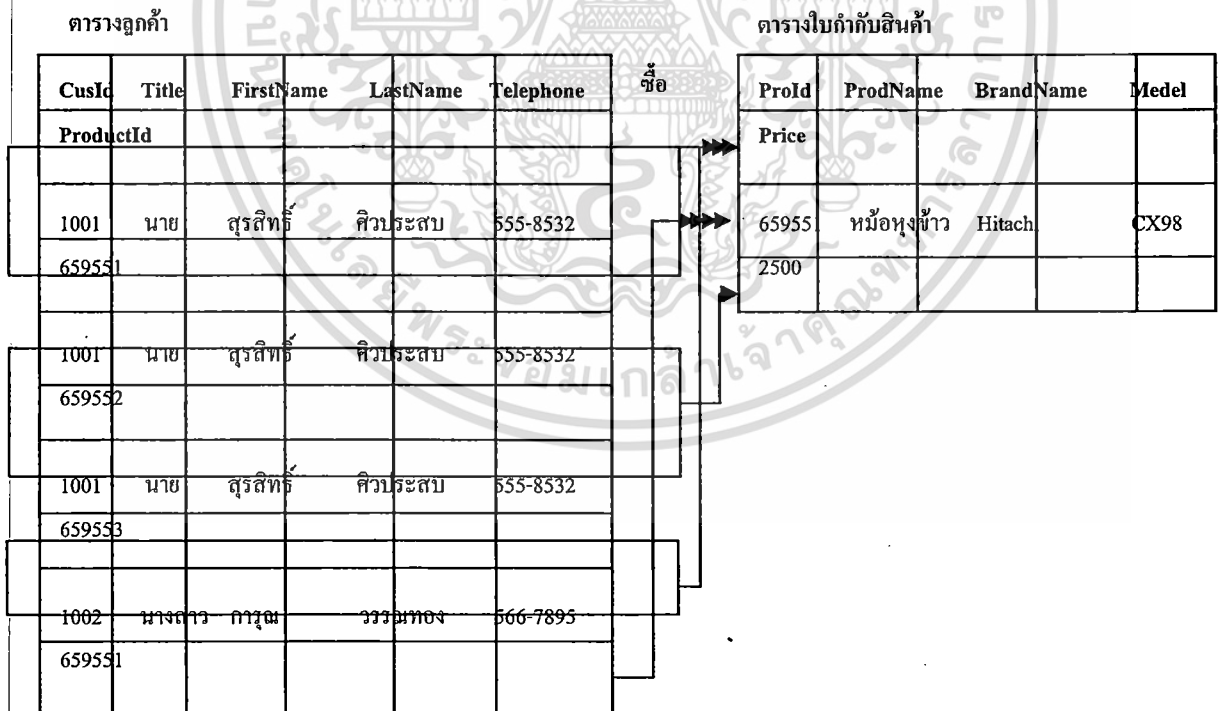 ตารางลูกค้า
CusId Title FirstName LastName Telephone
ProductId
1001 นาย สุรสิทธิ์ ศิวประสบ 555-8532
659551
1001 นาย สุรสิทธิ์ ศิวประสบ 555-8532
659552
1001 นาย สุรสิทธิ์ ศิวประสบ 555-8532
659553
1002 นางสาว การุณ วรรณทอง 566-7895
659551
ซื้อ
ตารางใบกำกับสินค้า
ProId ProdName BrandName Medel
Price
659551 หม้อหุงข้าว Hitach CX98
2500